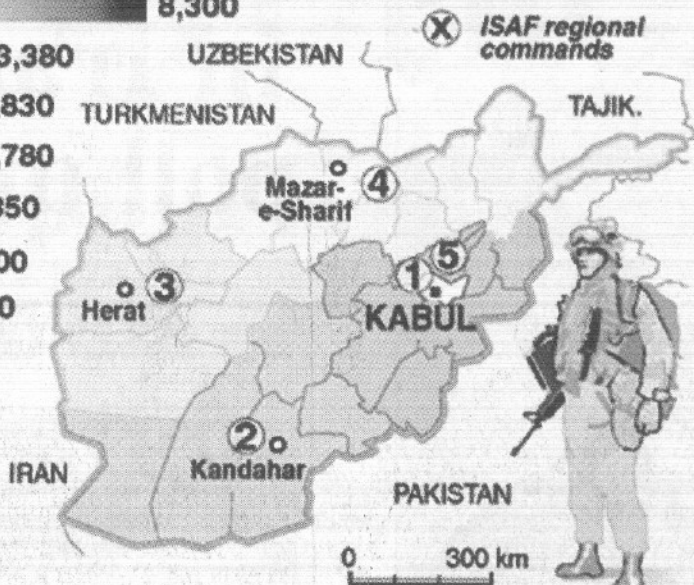 8,300
3,380
,830
,780
350
00
0
X ISAF regional
commands
UZBEKISTAN
TURKMENISTAN
TAJIK.
Mazar-
e-Sharif
4
5
1
KABUL
3
Herat
2
Kandahar
IRAN
PAKISTAN
0 300 km